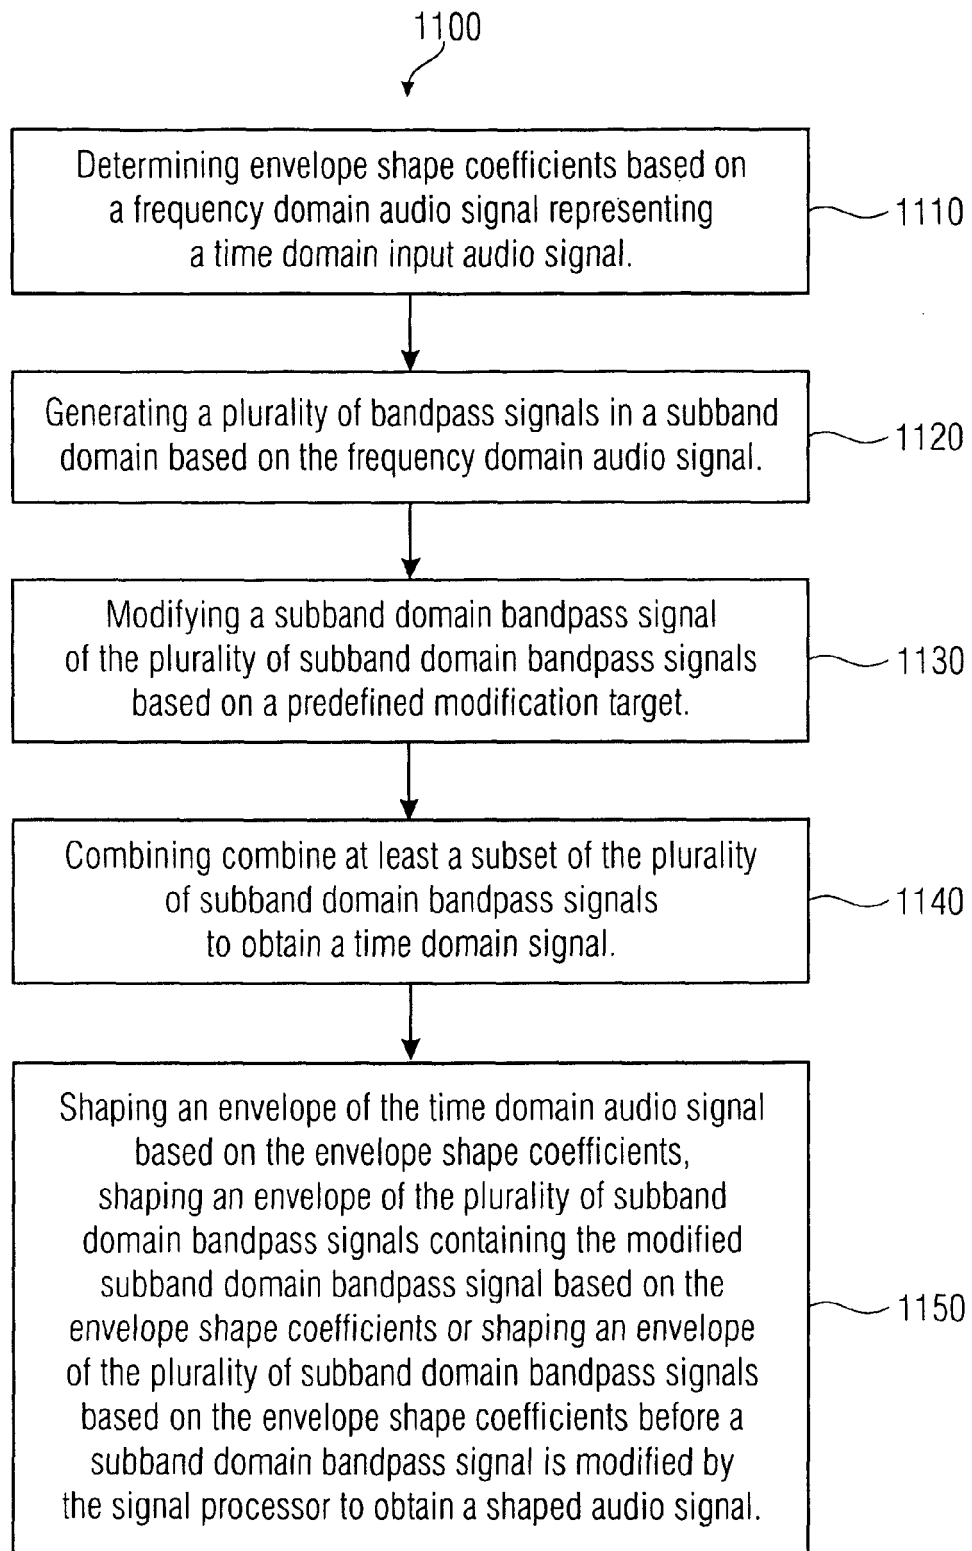 1100
Determining envelope shape coefficients based on
a frequency domain audio signal representing
a time domain input audio signal.
1110
Generating a plurality of bandpass signals in a subband
domain based on the frequency domain audio signal.
1120
Modifying a subband domain bandpass signal
of the plurality of subband domain bandpass signals
based on a predefined modification target.
1130
Combining combine at least a subset of the plurality
of subband domain bandpass signals
to obtain a time domain signal.
1140
Shaping an envelope of the time domain audio signal
based on the envelope shape coefficients,
shaping an envelope of the plurality of subband
domain bandpass signals containing the modified
subband domain bandpass signal based on the
envelope shape coefficients or shaping an envelope
of the plurality of subband domain bandpass signals
based on the envelope shape coefficients before a
subband domain bandpass signal is modified by
the signal processor to obtain a shaped audio signal.
1150